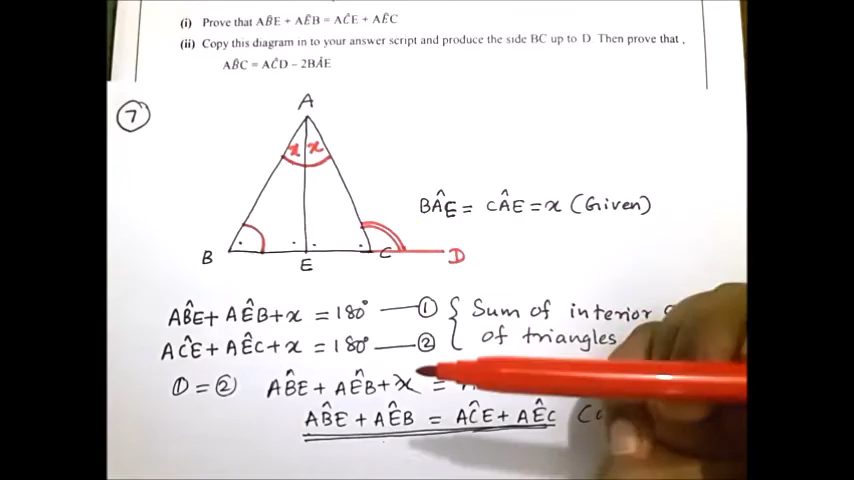 (i) Prove that AB̂E + AÊB = AĈE + AÊC
(ii) Copy this diagram in to your answer script and produce the side BC up to D. Then prove that ,
AB̂C = AĈD – 2BÂE
7
A
x x
BÂE = CÂE = x (Given)
B E C D
AB̂E + AÊB + x = 180° — ① { Sum of interior
AĈE + AÊC + x = 180° — ② of triangles
① = ② AB̂E + AÊB + x =
AB̂E + AÊB = AĈE + AÊC